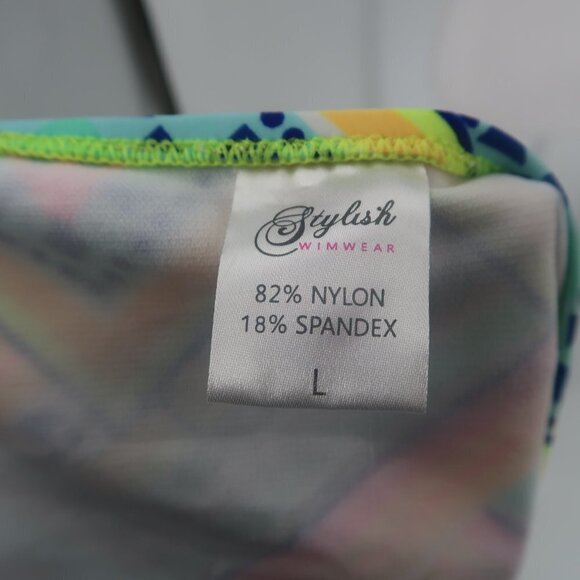 Stylish
WIMWEAR
82% NYLON
18% SPANDEX
L